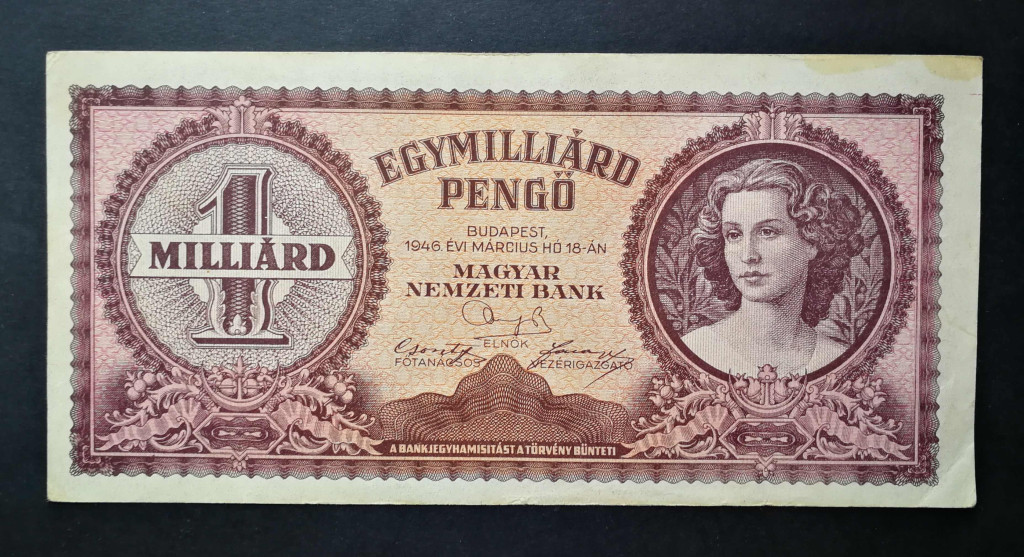 1
MILLIÁRD
EGYMILLIÁRD
PENGŐ
BUDAPEST,
1946. ÉVI MÁRCIUS HÓ 18-ÁN
MAGYAR
NEMZETI BANK
ELNÖK
FŐTANÁCSOS VEZÉRIGAZGATÓ
A BANKJEGYHAMISITÁST A TÖRVÉNY BÜNTETI